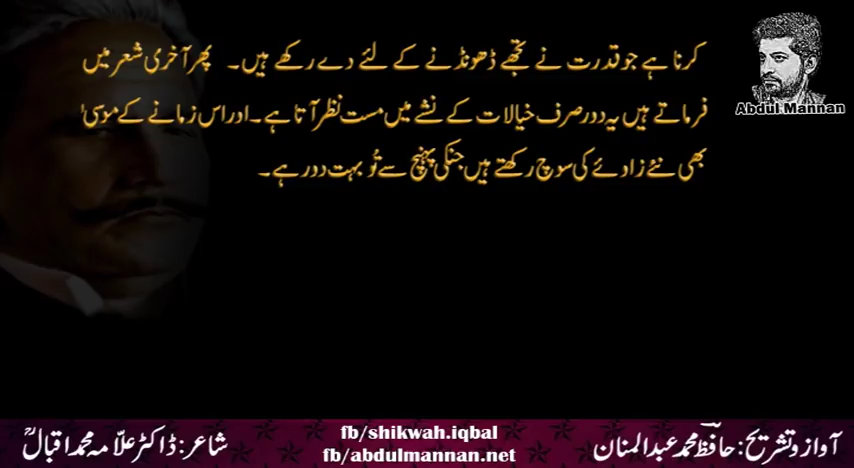 کرنا ہے جو قدرت نے تجھے ڈھونڈنے کے لئے دے رکھے ہیں۔ پھر آخری شعر میں
فرماتے ہیں یہ دور صرف خیالات کے نشے میں مست نظر آتا ہے۔ اور اس زمانے کے موسیٰ
بھی نئے زاوئے کی سوچ رکھتے ہیں جنکی پہنچ سے تُو بہت دور ہے۔
Abdul Mannan
آواز و تشریح: حافظ محمد عبدالمنان
fb/shikwah.iqbal
fb/abdulmannan.net
شاعر: ڈاکٹر علامہ محمد اقبالؒ